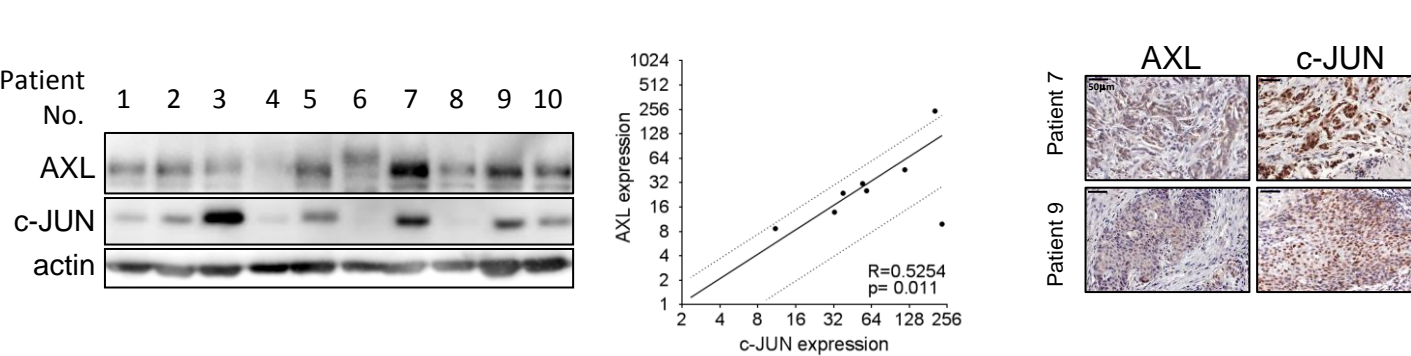 Patient No.
1 2 3 4 5 6 7 8 9 10
AXL
c-JUN
actin
AXL expression
1024
512
256
128
64
32
16
8
4
2
1
2 4 8 16 32 64 128 256
c-JUN expression
R=0.5254
p= 0.011
AXL c-JUN
Patient 7
50µm
Patient 9